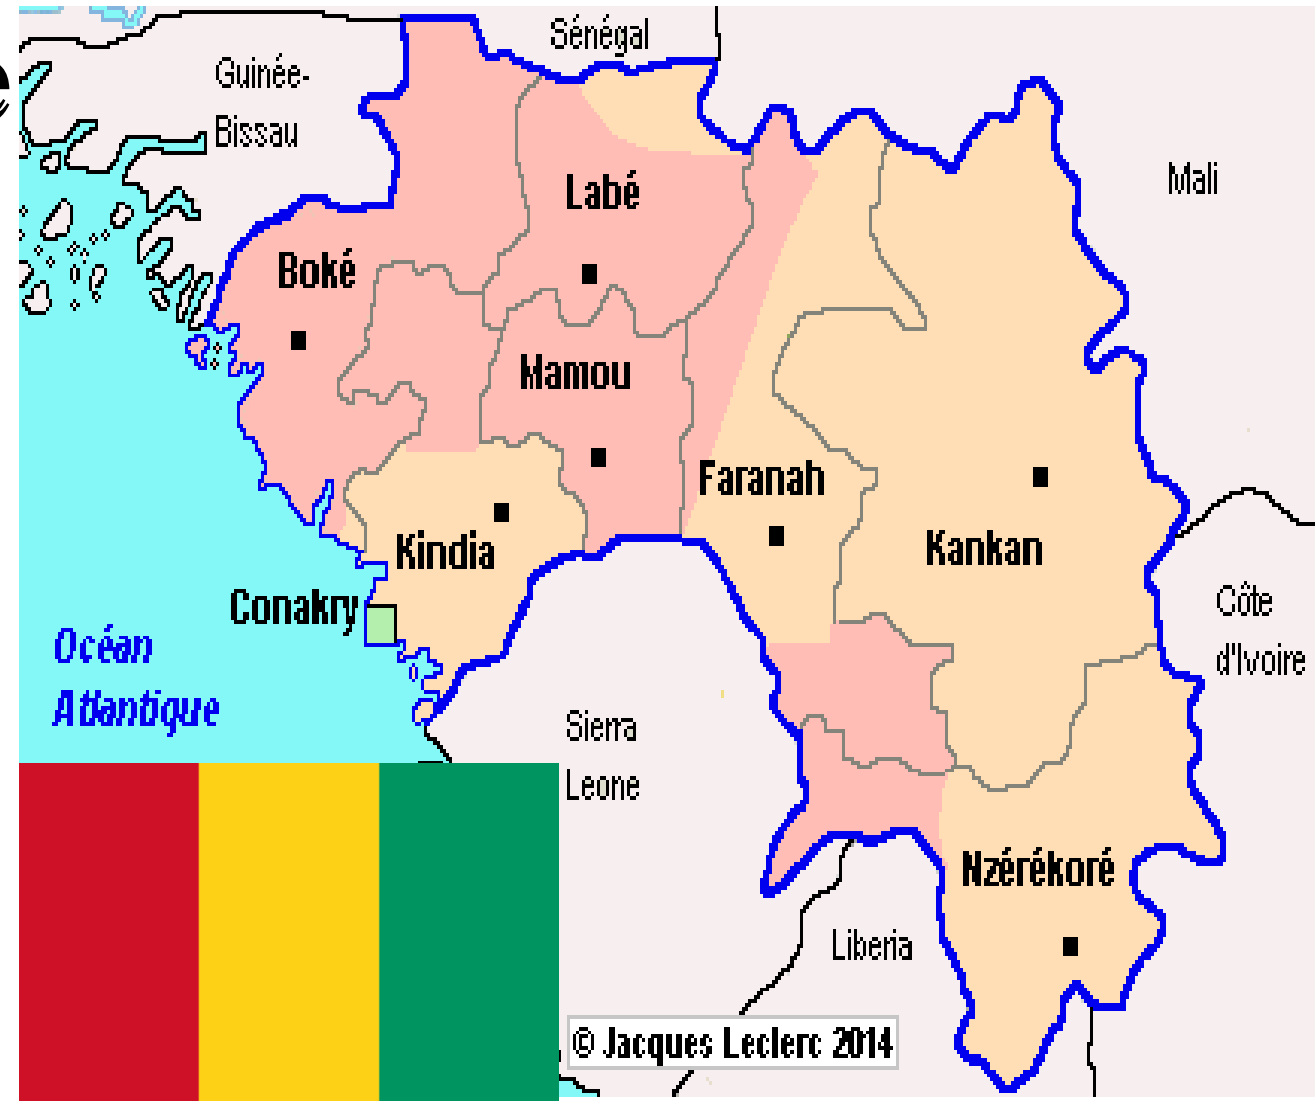 e
Sénégal
Guinée-
Bissau
Mali
Labé
Boké
Mamou
Faranah
Kankan
Kindia
Conakry
Côte
d'Ivoire
Océan
Atlantique
Sierra
Leone
Nzérékoré
Liberia
© Jacques Leclerc 2014